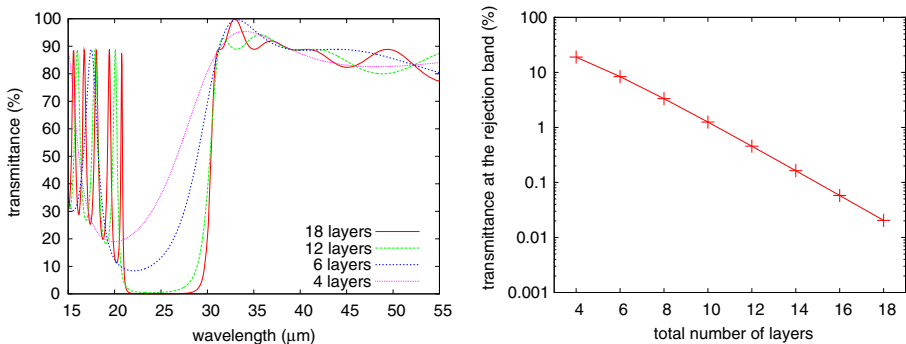 100
90
80
70
60
50
40
30
20
10
0
transmittance (%)
18 layers
12 layers
6 layers
4 layers
15 20 25 30 35 40 45 50 55
wavelength (μm)
100
10
1
0.1
0.01
0.001
transmittance at the rejection band (%)
4 6 8 10 12 14 16 18
total number of layers